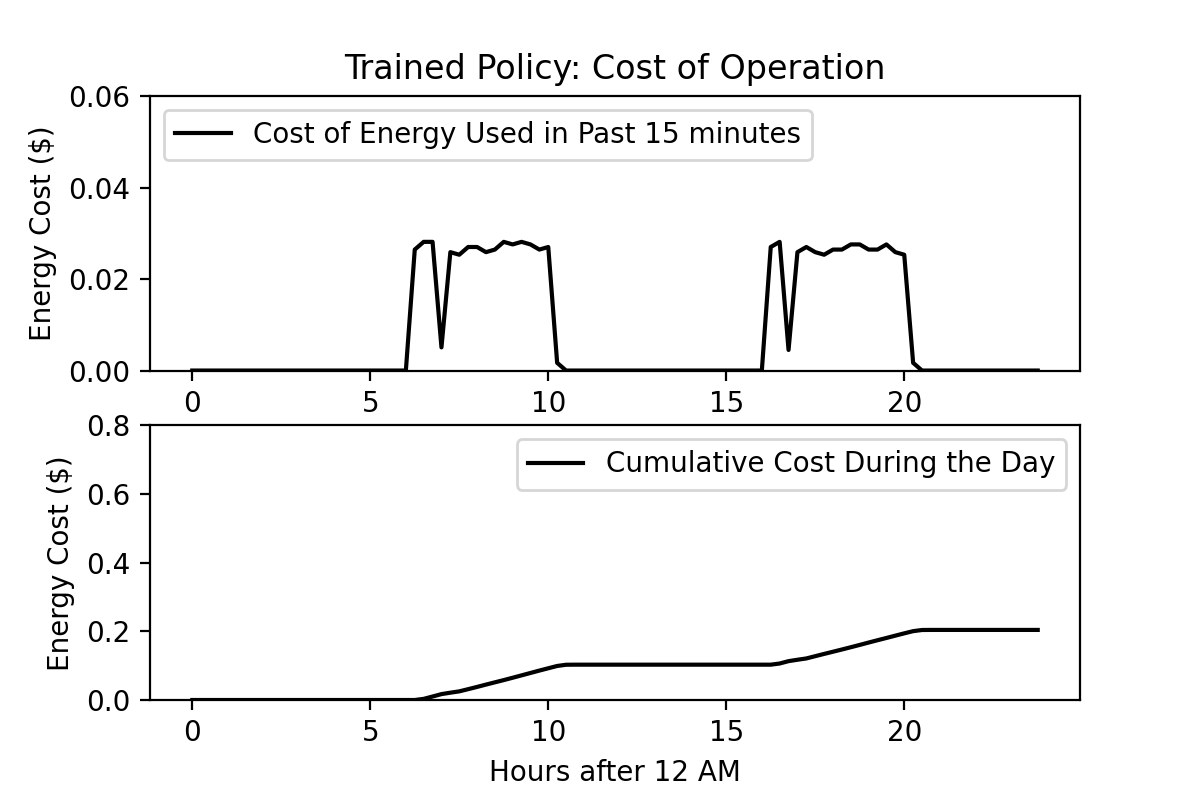 Trained Policy: Cost of Operation
0.06
0.04
0.02
0.00
Energy Cost ($)
Cost of Energy Used in Past 15 minutes
0 5 10 15 20
0.8
0.6
0.4
0.2
0.0
Energy Cost ($)
Cumulative Cost During the Day
0 5 10 15 20
Hours after 12 AM